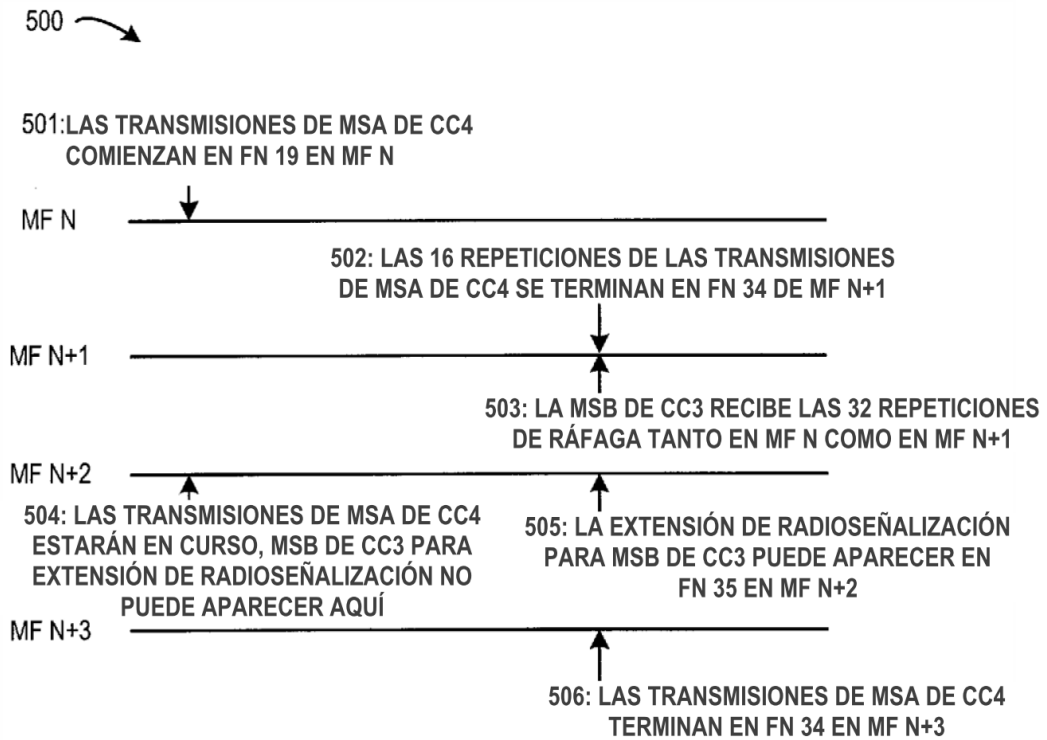 500
501:LAS TRANSMISIONES DE MSA DE CC4
COMIENZAN EN FN 19 EN MF N
MF N
502: LAS 16 REPETICIONES DE LAS TRANSMISIONES
DE MSA DE CC4 SE TERMINAN EN FN 34 DE MF N+1
MF N+1
503: LA MSB DE CC3 RECIBE LAS 32 REPETICIONES
DE RÁFAGA TANTO EN MF N COMO EN MF N+1
MF N+2
504: LAS TRANSMISIONES DE MSA DE CC4
ESTARÁN EN CURSO, MSB DE CC3 PARA
EXTENSIÓN DE RADIOSEÑALIZACIÓN NO
PUEDE APARECER AQUÍ
505: LA EXTENSIÓN DE RADIOSEÑALIZACIÓN
PARA MSB DE CC3 PUEDE APARECER EN
FN 35 EN MF N+2
MF N+3
506: LAS TRANSMISIONES DE MSA DE CC4
TERMINAN EN FN 34 EN MF N+3